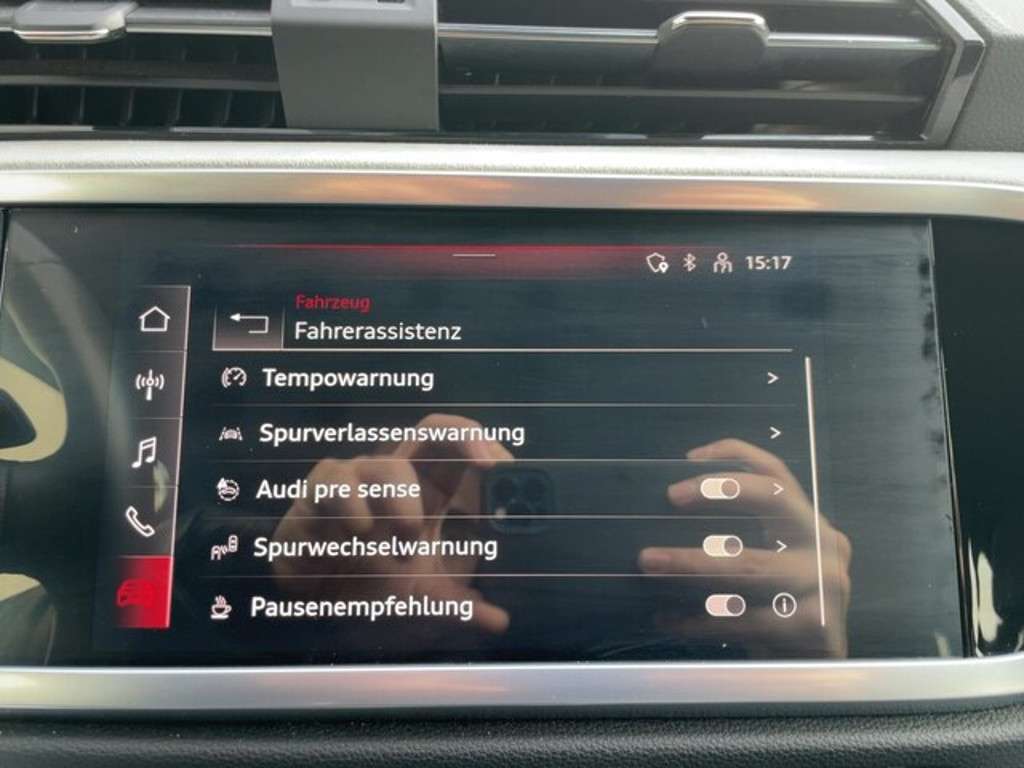 15:17
Fahrzeug
Fahrerassistenz
Tempowarnung
Spurverlassenswarnung
Audi pre sense
Spurwechselwarnung
Pausenempfehlung